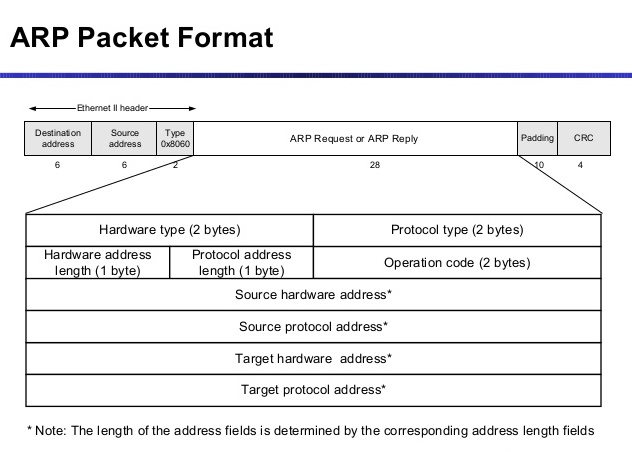 ARP Packet Format
Ethernet II header
Destination address
Source address
Type 0x8060
ARP Request or ARP Reply
Padding
CRC
6
6
2
28
10
4
Hardware type (2 bytes)
Protocol type (2 bytes)
Hardware address length (1 byte)
Protocol address length (1 byte)
Operation code (2 bytes)
Source hardware address*
Source protocol address*
Target hardware address*
Target protocol address*
* Note: The length of the address fields is determined by the corresponding address length fields